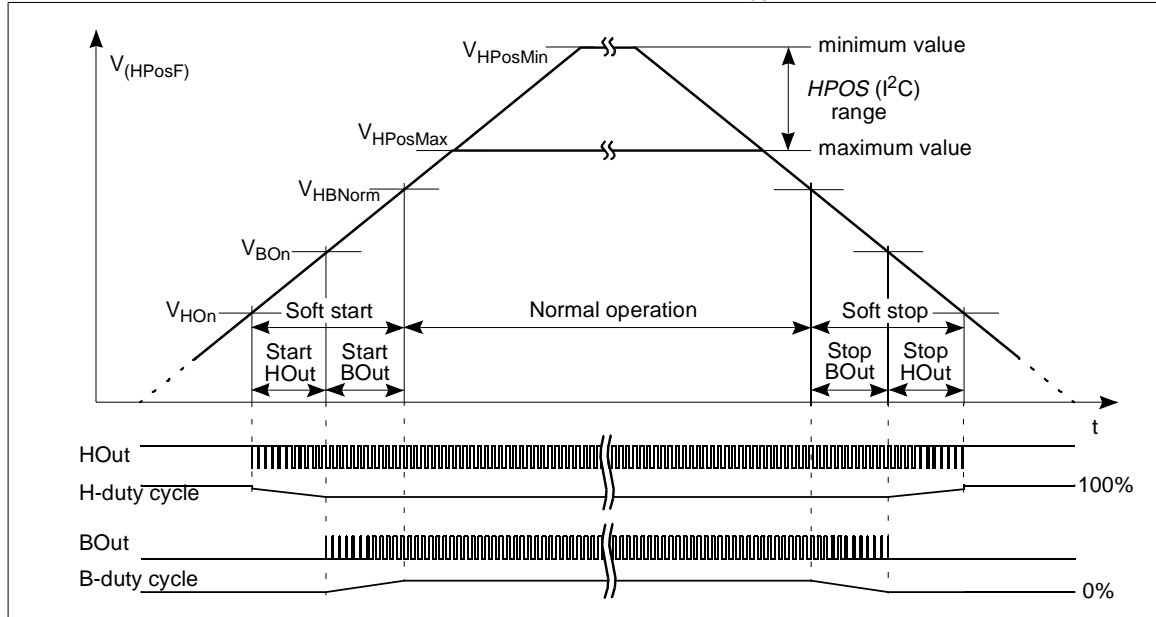 V(HPosF)
VHPosMin
minimum value
HPOS (I²C)
range
VHPosMax
maximum value
VHBNorm
VBOn
VHOn
Soft start
Normal operation
Soft stop
Start
HOut
Start
BOut
Stop
BOut
Stop
HOut
t
HOut
H-duty cycle
100%
BOut
B-duty cycle
0%